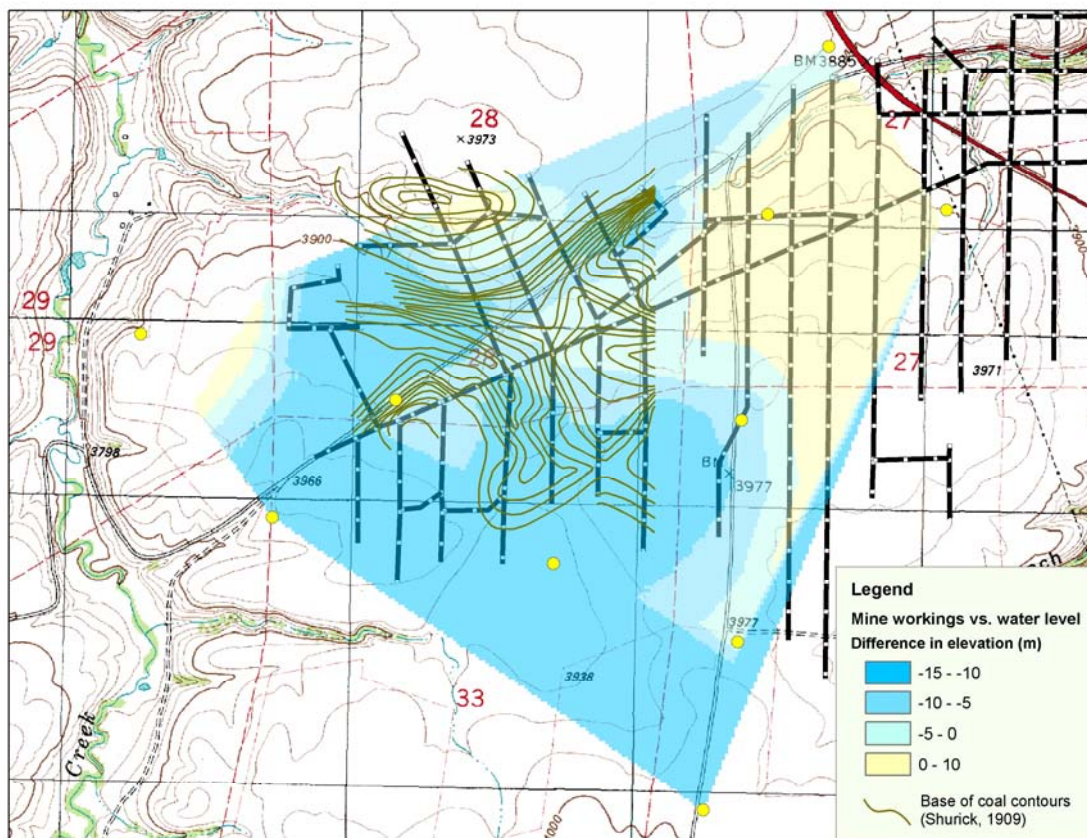 BM3885
28
×3973
27
3900
29
29
28
27
3971
3798
3966
BM
3977
3977
3938
33
Creek
Legend
Mine workings vs. water level
Difference in elevation (m)
-15 - -10
-10 - -5
-5 - 0
0 - 10
Base of coal contours
(Shurick, 1909)